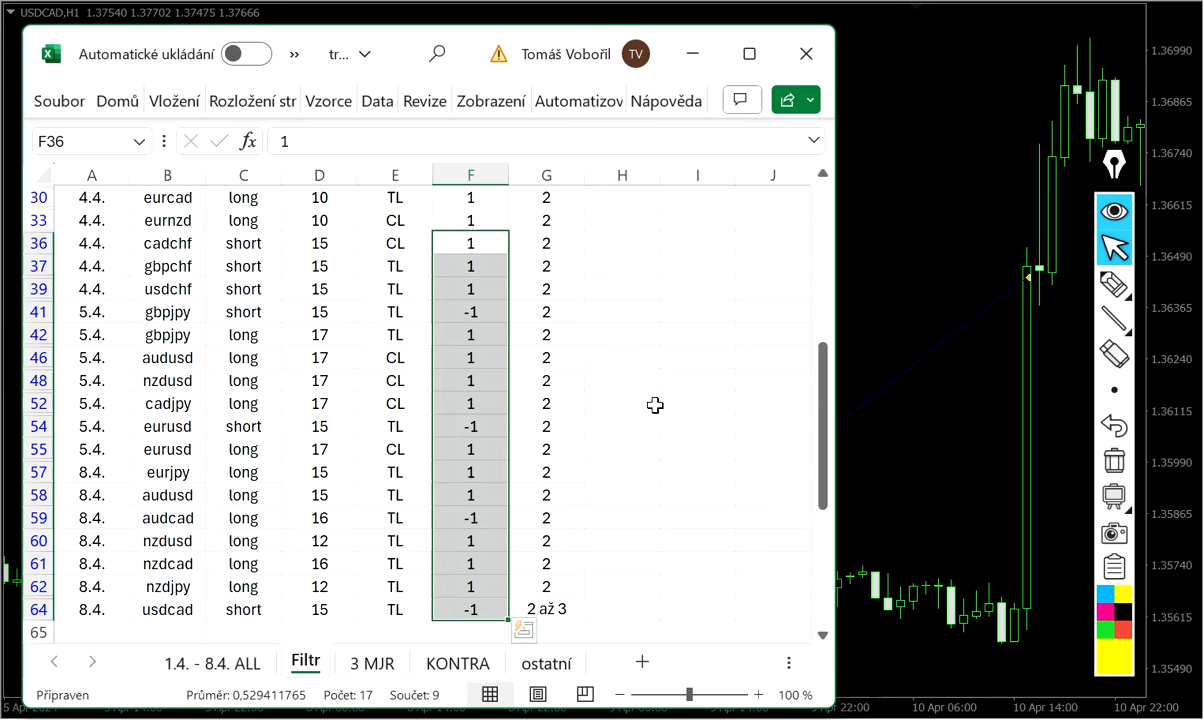 USDCAD,H1 1.37540 1.37702 1.37475 1.37666
Automatické ukládání tr... Tomáš Vobořil TV
Soubor Domů Vložení Rozložení str Vzorce Data Revize Zobrazení Automatizov Nápověda
F36 fx 1
A B C D E F G H I J
30 4.4. eurcad long 10 TL 1 2
33 4.4. eurnzd long 10 CL 1 2
36 4.4. cadchf short 15 CL 1 2
37 4.4. gbpchf short 15 TL 1 2
39 4.4. usdchf short 15 TL 1 2
41 5.4. gbpjpy short 15 TL -1 2
42 5.4. gbpjpy long 17 TL 1 2
46 5.4. audusd long 17 CL 1 2
48 5.4. nzdusd long 17 CL 1 2
52 5.4. cadjpy long 17 CL 1 2
54 5.4. eurusd short 15 TL -1 2
55 5.4. eurusd long 17 CL 1 2
57 8.4. eurjpy long 15 TL 1 2
58 8.4. audusd long 15 TL 1 2
59 8.4. audcad long 16 TL -1 2
60 8.4. nzdusd long 12 TL 1 2
61 8.4. nzdcad long 16 TL 1 2
62 8.4. nzdjpy long 12 TL 1 2
64 8.4. usdcad short 15 TL -1 2 až 3
65
1.4. - 8.4. ALL Filtr 3 MJR KONTRA ostatní
Připraven Průměr: 0,529411765 Počet: 17 Součet: 9 100 %
1.36990
1.36865
1.36740
1.36615
1.36490
1.36365
1.36240
1.36115
1.35990
1.35865
1.35740
1.35615
1.35490
10 Apr 06:00 10 Apr 14:00 10 Apr 22:00